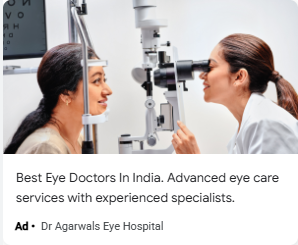 Best Eye Doctors In India. Advanced eye care
services with experienced specialists.
Ad • Dr Agarwals Eye Hospital